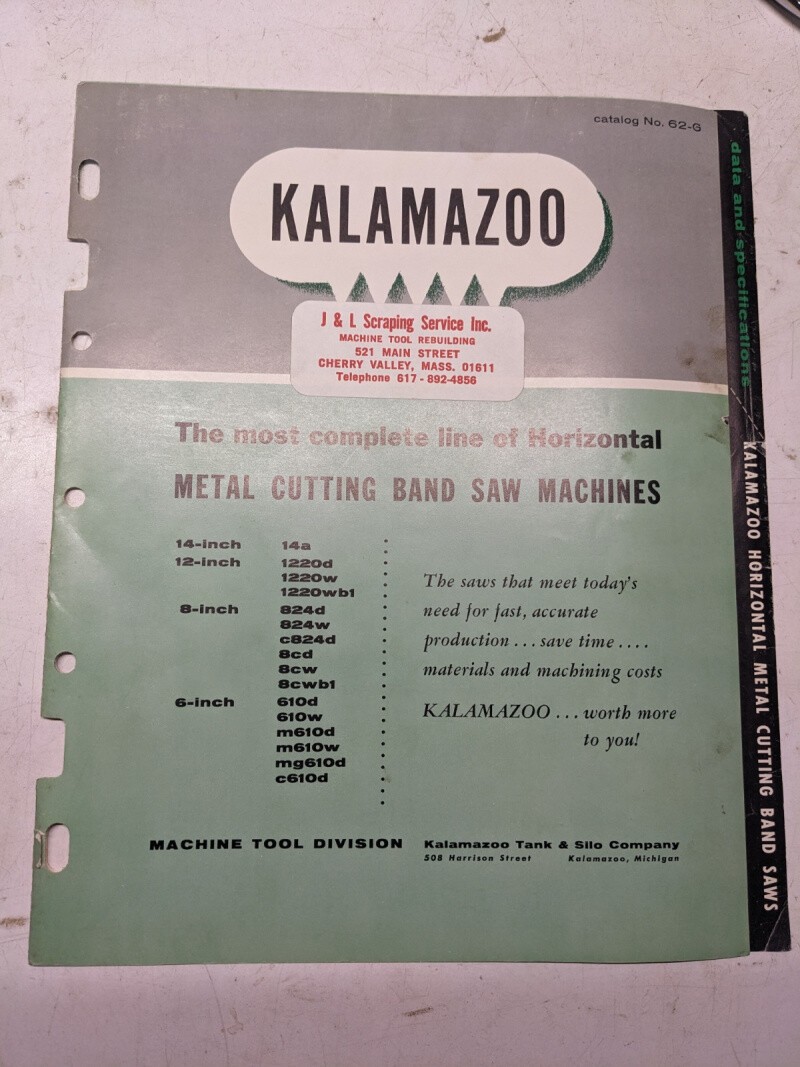 catalog No. 62-G
KALAMAZOO
J & L Scraping Service Inc.
MACHINE TOOL REBUILDING
521 MAIN STREET
CHERRY VALLEY, MASS. 01611
Telephone 617 - 892-4856
The most complete line of Horizontal
METAL CUTTING BAND SAW MACHINES
14-inch 14a
12-inch 1220d
1220w
1220wb1
8-inch 824d
824w
c824d
8cd
8cw
8cwb1
6-inch 610d
610w
m610d
m610w
mg610d
c610d
The saws that meet today's
need for fast, accurate
production . . . save time . . . .
materials and machining costs
KALAMAZOO . . . worth more
to you!
MACHINE TOOL DIVISION
Kalamazoo Tank & Silo Company
508 Harrison Street Kalamazoo, Michigan
data and specifications
KALAMAZOO HORIZONTAL METAL CUTTING BAND SAWS